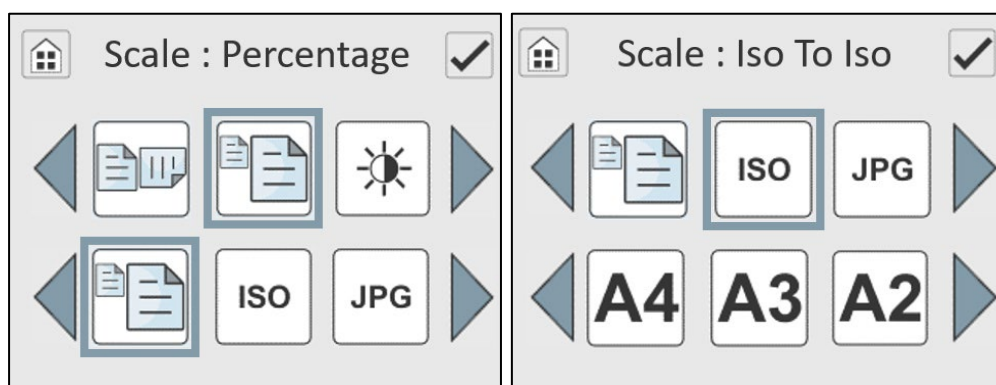 Scale : Percentage
ISO JPG
Scale : Iso To Iso
ISO JPG
A4 A3 A2